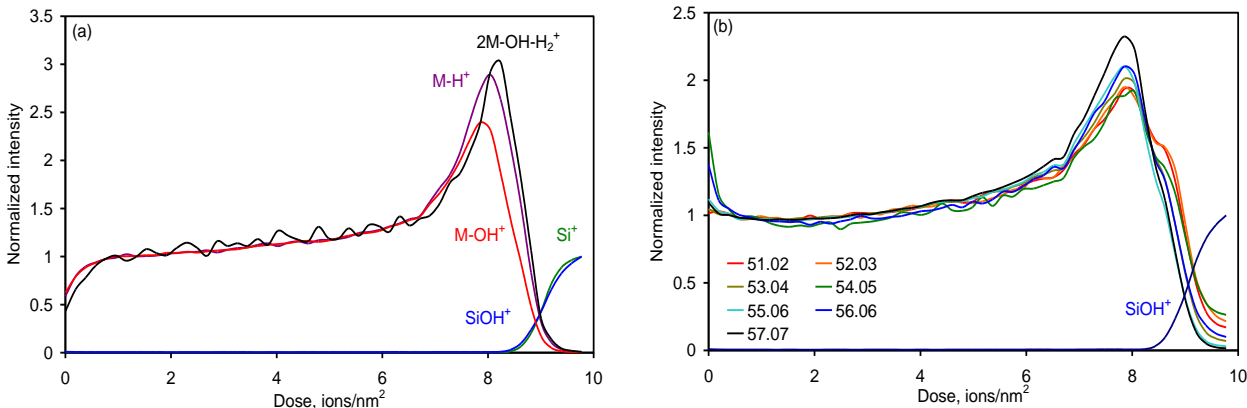 (a)
2M-OH-H₂⁺
M-H⁺
M-OH⁺
Si⁺
SiOH⁺
Normalized intensity
3.5
3
2.5
2
1.5
1
0.5
0
0 2 4 6 8 10
Dose, ions/nm²
(b)
Normalized intensity
2.5
2
1.5
1
0.5
0
51.02 52.03
53.04 54.05
55.06 56.06
57.07
SiOH⁺
0 2 4 6 8 10
Dose, ions/nm²